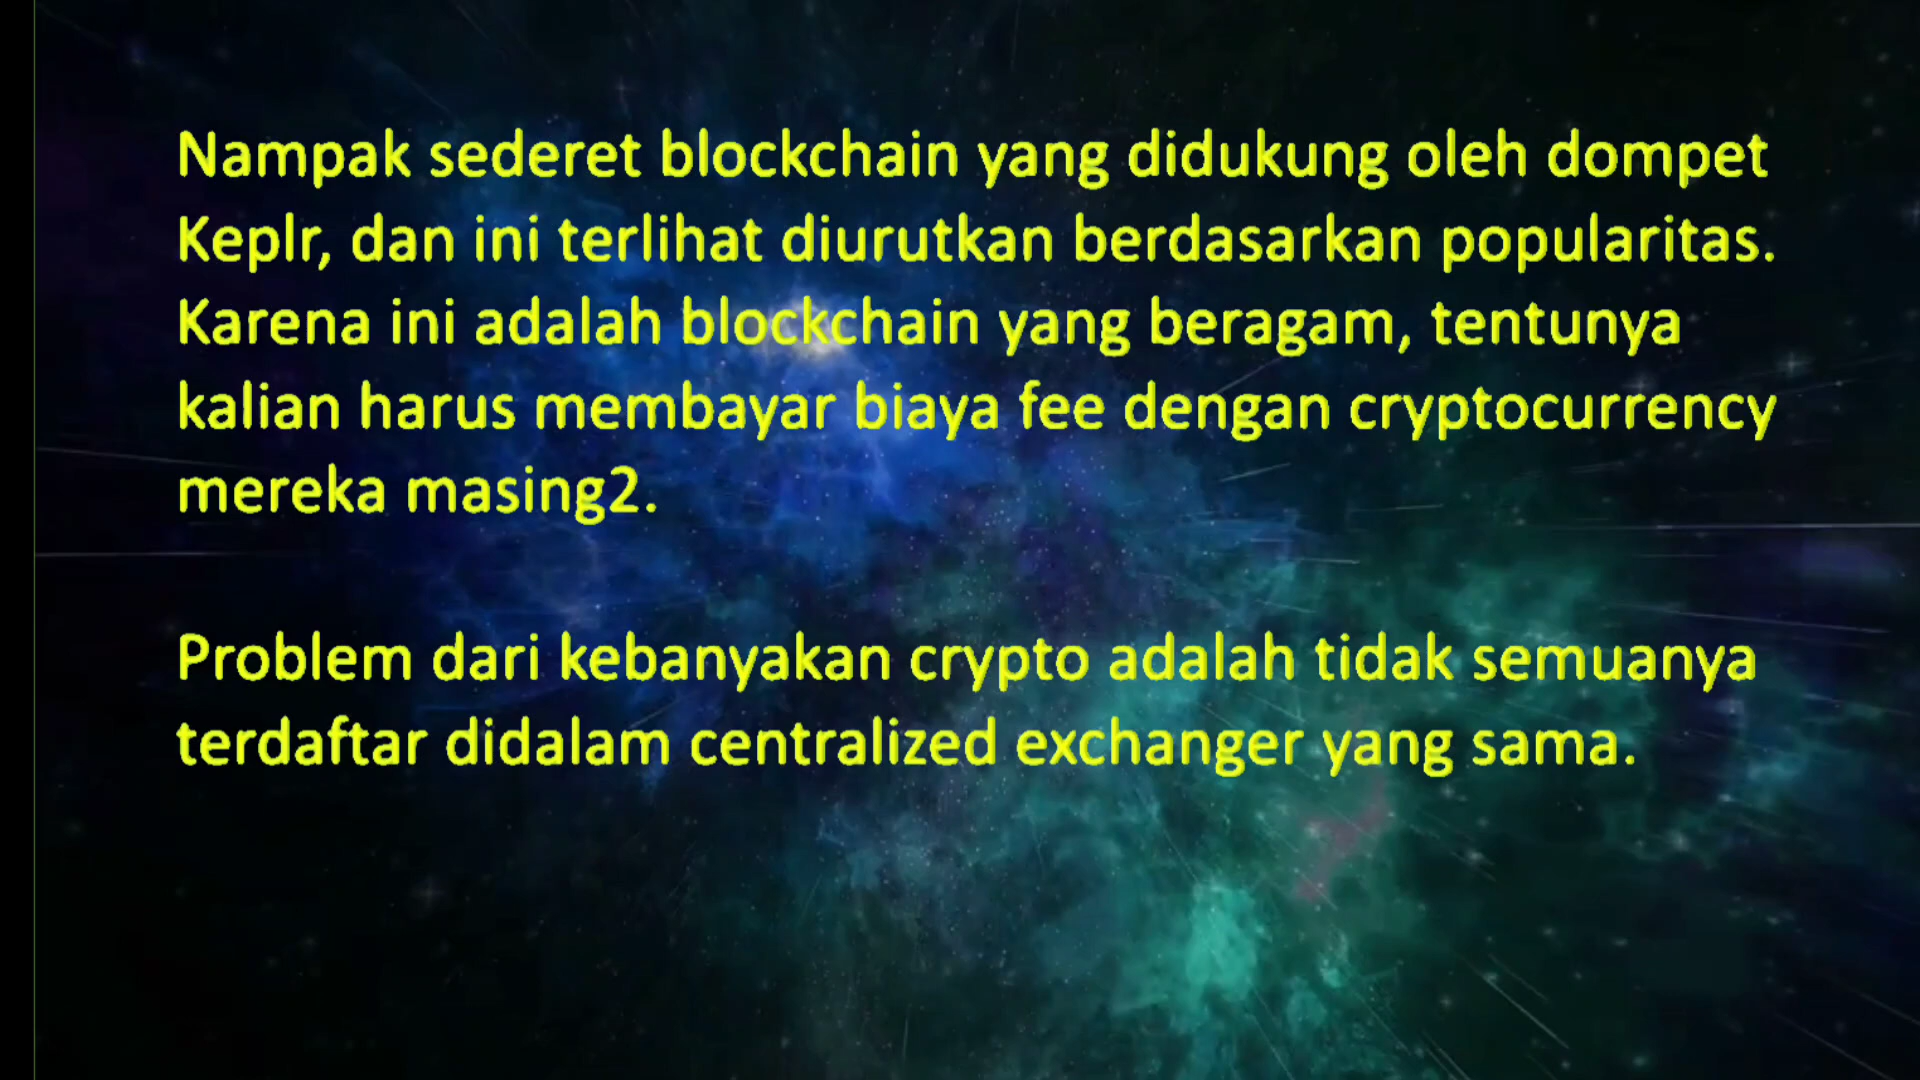 Nampak sederet blockchain yang didukung oleh dompet
Keplr, dan ini terlihat diurutkan berdasarkan popularitas.
Karena ini adalah blockchain yang beragam, tentunya
kalian harus membayar biaya fee dengan cryptocurrency
mereka masing2.
Problem dari kebanyakan crypto adalah tidak semuanya
terdaftar didalam centralized exchanger yang sama.